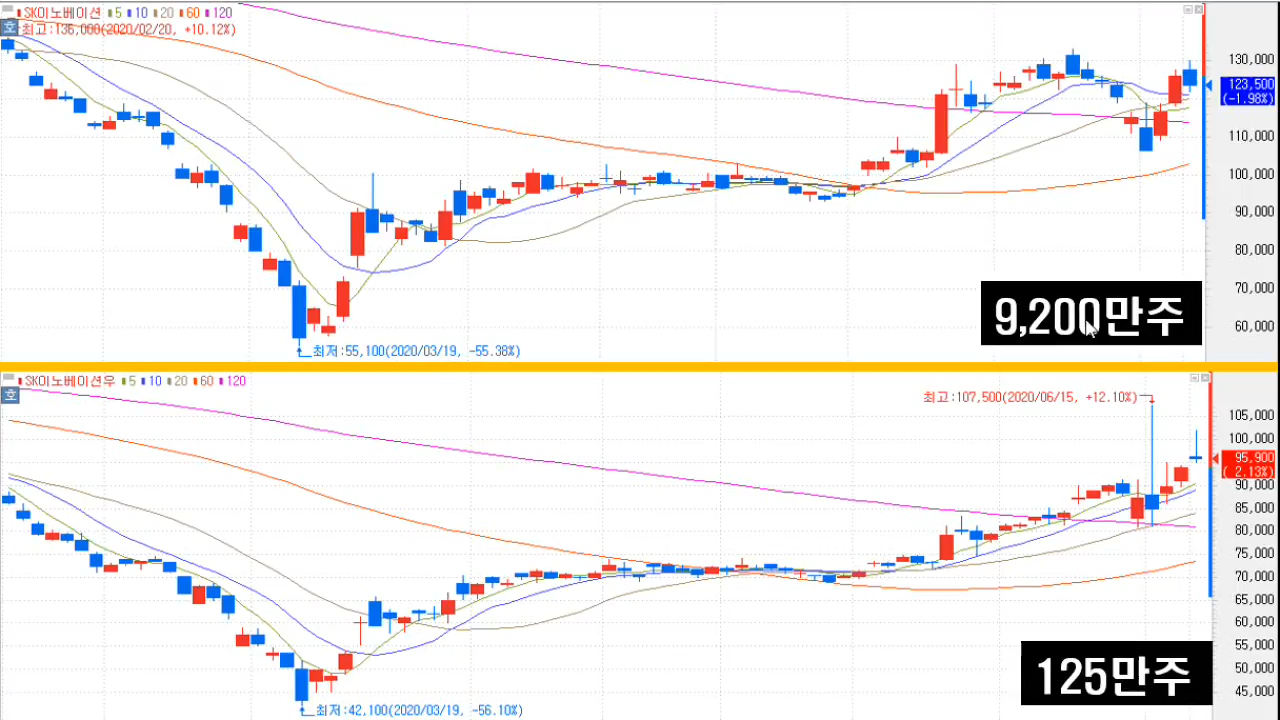 SK이노베이션 5 10 20 60 120
호
최고:136,000(2020/02/20, +10.12%)
130,000
123,500
(-1.98%)
110,000
100,000
90,000
80,000
70,000
60,000
9,200만주
최저:55,100(2020/03/19, -55.38%)
SK이노베이션우 5 10 20 60 120
호
최고:107,500(2020/06/15, +12.10%)
105,000
100,000
95,900
( 2.13%)
90,000
85,000
80,000
75,000
70,000
65,000
60,000
55,000
50,000
45,000
125만주
최저:42,100(2020/03/19, -56.10%)